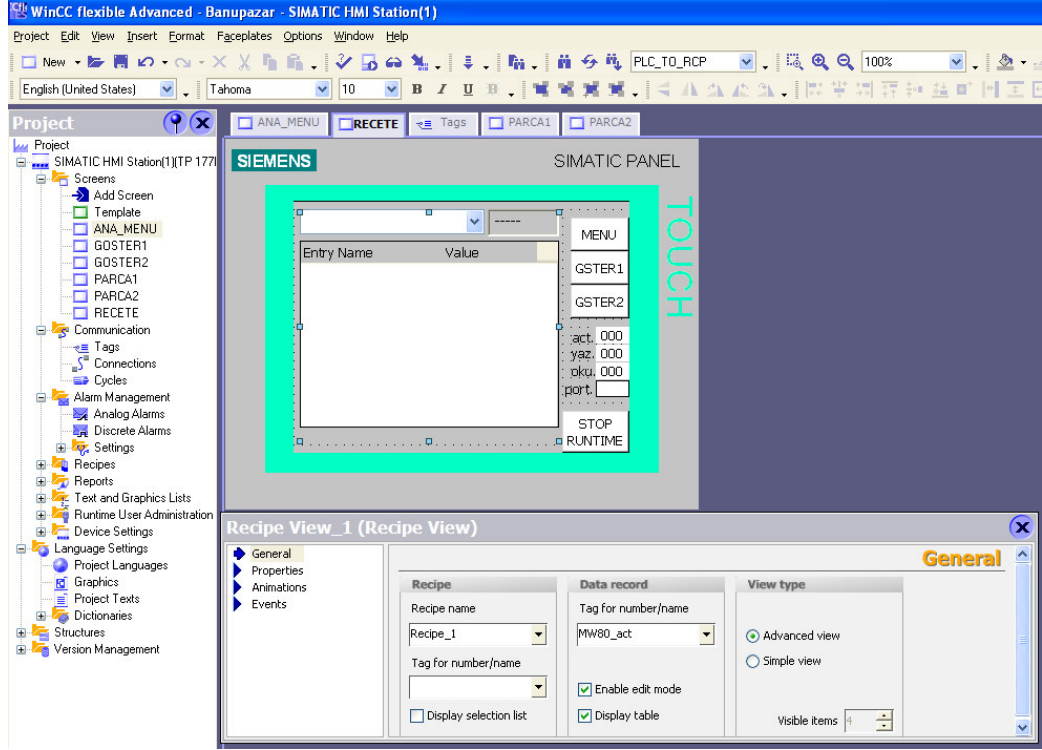 WinCC flexible Advanced - Banupazar - SIMATIC HMI Station(1)
Project Edit View Insert Format Faceplates Options Window Help
New PLC_TO_RCP 100%
English (United States) Tahoma 10 B I U
Project
ANA_MENU RECETE Tags PARCA1 PARCA2
Project
SIMATIC HMI Station(1)(TP 177
Screens
Add Screen
Template
ANA_MENU
GOSTER1
GOSTER2
PARCA1
PARCA2
RECETE
Communication
Tags
Connections
Cycles
Alarm Management
Analog Alarms
Discrete Alarms
Settings
Recipes
Reports
Text and Graphics Lists
Runtime User Administration
Device Settings
Language Settings
Project Languages
Graphics
Project Texts
Dictionaries
Structures
Version Management
SIEMENS SIMATIC PANEL
TOUCH
-----
Entry Name Value
MENU
GSTER1
GSTER2
act. 000
yaz. 000
oku. 000
port.
STOP
RUNTIME
Recipe View_1 (Recipe View)
General
Properties
Animations
Events
General
Recipe
Recipe name
Recipe_1
Tag for number/name
Display selection list
Data record
Tag for number/name
MW80_act
Enable edit mode
Display table
View type
Advanced view
Simple view
Visible items 4